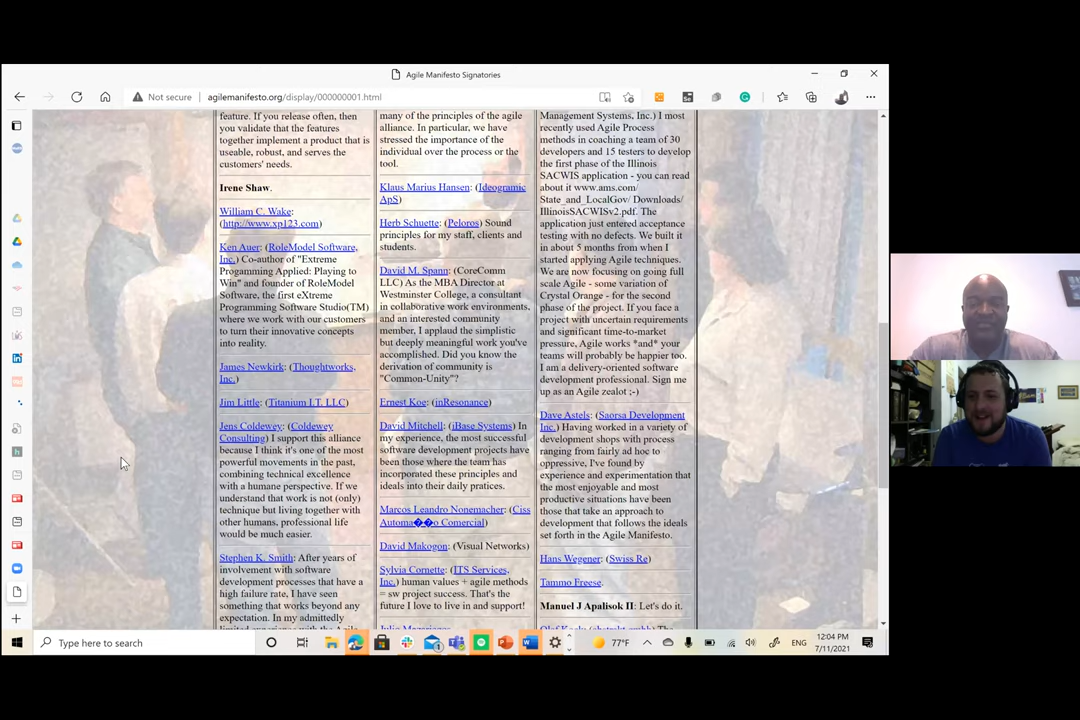 Agile Manifesto Signatories
Not secure
agilemanifesto.org/display/000000001.html
feature. If you release often, then
you validate that the features
together implement a product that is
useable, robust, and serves the
customers' needs.
Irene Shaw.
William C. Wake:
(http://www.xp123.com)
Ken Auer: (RoleModel Software,
Inc.) Co-author of "Extreme
Progamming Applied: Playing to
Win" and founder of RoleModel
Software, the first eXtreme
Programming Software Studio(TM)
where we work with our customers
to turn their innovative concepts
into reality.
James Newkirk: (Thoughtworks,
Inc.)
Jim Little: (Titanium I.T. LLC)
Jens Coldewey: (Coldewey
Consulting) I support this alliance
because I think it's one of the most
powerful movements in the past,
combining technical excellence
with a humane perspective. If we
understand that work is not (only)
technique but living together with
other humans, professional life
would be much easier.
Stephen K. Smith: After years of
involvement with software
development processes that have a
high failure rate, I have seen
something that works beyond any
expectation. In my admittedly
many of the principles of the agile
alliance. In particular, we have
stressed the importance of the
individual over the process or the
tool.
Klaus Marius Hansen: (Ideogramic
ApS)
Herb Schuette: (Peloros) Sound
principles for my staff, clients and
students.
David M. Spann: (CoreComm
LLC) As the MBA Director at
Westminster College, a consultant
in collaborative work environments,
and an interested community
member, I applaud the simplistic
but deeply meaningful work you've
accomplished. Did you know the
derivation of community is
"Common-Unity"?
Ernest Koe: (inResonance)
David Mitchell: (iBase Systems) In
my experience, the most successful
software development projects have
been those where the team has
incorporated these principles and
ideals into their daily pratices.
Marcos Leandro Nonemacher: (Ciss
Automa��o Comercial)
David Makogon: (Visual Networks)
Sylvia Cornette: (ITS Services,
Inc.) human values + agile methods
= sw project success. That's the
future I love to live in and support!
Management Systems, Inc.) I most
recently used Agile Process
methods in coaching a team of 30
developers and 15 testers to develop
the first phase of the Illinois
SACWIS application - you can read
about it www.ams.com/
State_and_LocalGov/ Downloads/
IllinoisSACWISv2.pdf. The
application just entered acceptance
testing with no defects. We built it
in about 5 months from when I
started applying Agile techniques.
We are now focusing on going full
scale Agile - some variation of
Crystal Orange - for the second
phase of the project. If you face a
project with uncertain requirements
and significant time-to-market
pressure, Agile works *and* your
teams will probably be happier too.
I am a delivery-oriented software
development professional. Sign me
up as an Agile zealot ;-)
Dave Astels: (Saorsa Development
Inc.) Having worked in a variety of
development shops with process
ranging from fairly ad hoc to
oppressive, I've found by
experience and experimentation that
the most enjoyable and most
productive situations have been
those that take an approach to
development that follows the ideals
set forth in the Agile Manifesto.
Hans Wegener: (Swiss Re)
Tammo Freese.
Manuel J Apalisok II: Let's do it.
Type here to search
77°F
ENG
12:04 PM
7/11/2021